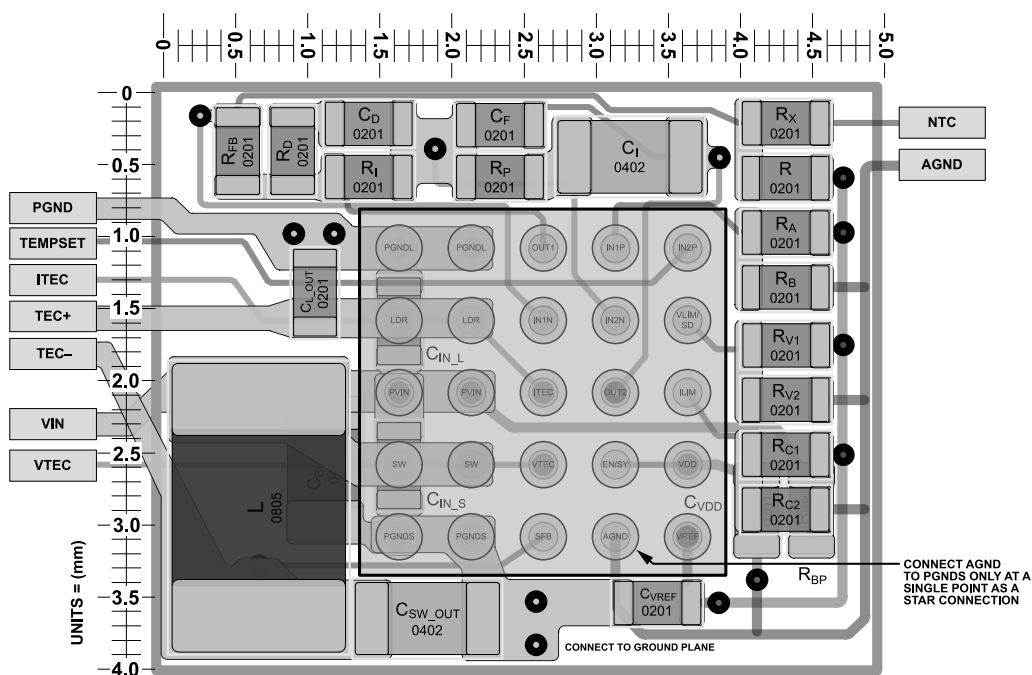 0
0.5
1.0
1.5
2.0
2.5
3.0
3.5
4.0
4.5
5.0
0
0.5
1.0
1.5
2.0
2.5
3.0
3.5
4.0
UNITS = (mm)
PGND
TEMPSET
ITEC
TEC+
TEC–
VIN
VTEC
NTC
AGND
RFB
0201
RD
0201
CD
0201
RI
0201
CF
0201
RP
0201
CI
0402
RX
0201
R
0201
RA
0201
RB
0201
RV1
0201
RV2
0201
RC1
0201
RC2
0201
RBP
CL_OUT
0201
PGNDL
PGNDL
OUT1
IN1P
IN2P
LDR
LDR
IN1N
IN2N
VLIM/
SD
CIN_L
PVIN
PVIN
ITEC
OUT2
ILIM
SW
SW
VTEC
EN/SY
VDD
CIN_S
CVDD
PGNDS
PGNDS
SFB
AGND
VREF
L
0805
CSW_OUT
0402
CVREF
0201
CONNECT AGND
TO PGNDS ONLY AT A
SINGLE POINT AS A
STAR CONNECTION
CONNECT TO GROUND PLANE